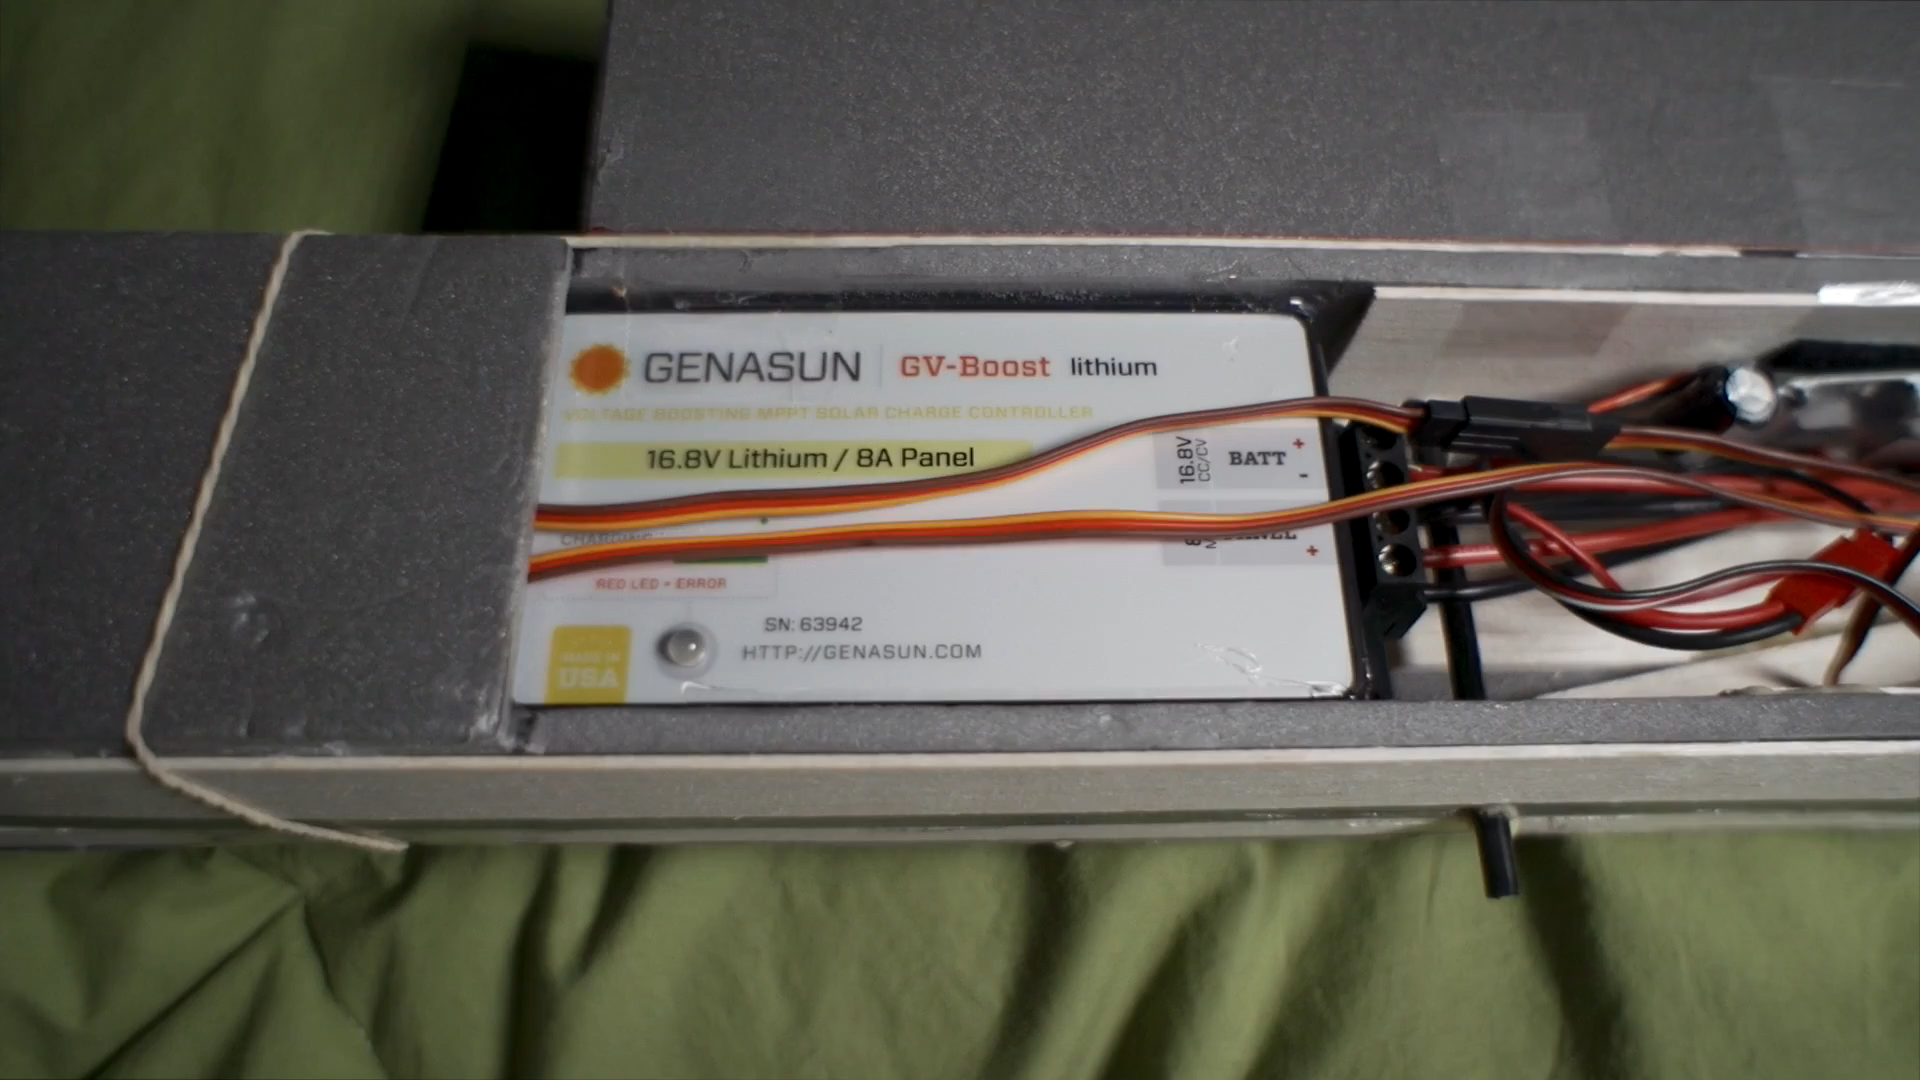 GENASUN GV-Boost lithium
VOLTAGE BOOSTING MPPT SOLAR CHARGE CONTROLLER
16.8V Lithium / 8A Panel
16.8V
CC/CV
BATT + -
+
RED LED = ERROR
SN: 63942
HTTP://GENASUN.COM
MADE IN
USA